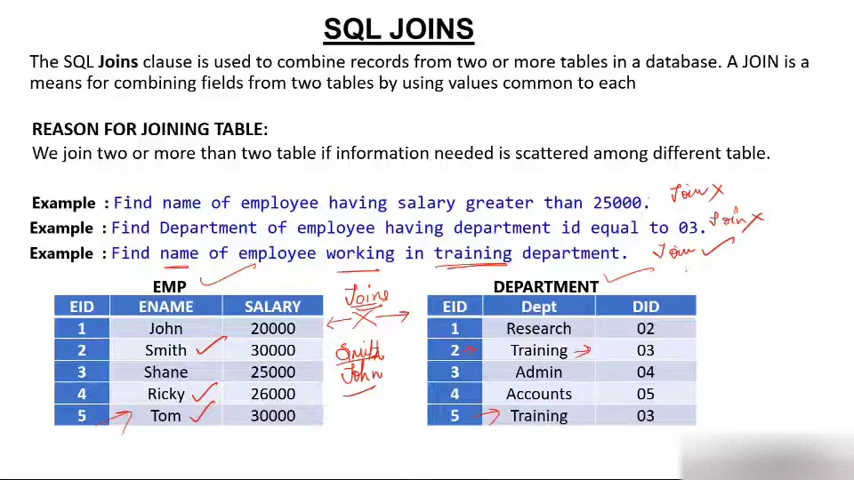 SQL JOINS
The SQL Joins clause is used to combine records from two or more tables in a database. A JOIN is a
means for combining fields from two tables by using values common to each
REASON FOR JOINING TABLE:
We join two or more than two table if information needed is scattered among different table.
Example : Find name of employee having salary greater than 25000. Join X
Example : Find Department of employee having department id equal to 03. Join X
Example : Find name of employee working in training department. Join ✓
EMP
EID ENAME SALARY
1 John 20000
2 Smith 30000
3 Shane 25000
4 Ricky 26000
5 Tom 30000
Joins
Smith
John
DEPARTMENT
EID Dept DID
1 Research 02
2 Training 03
3 Admin 04
4 Accounts 05
5 Training 03